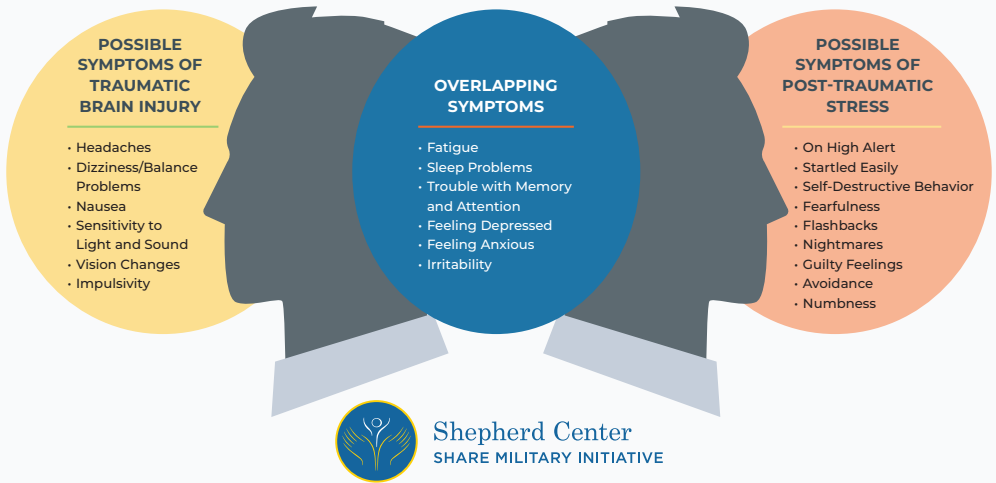 POSSIBLE
SYMPTOMS OF
TRAUMATIC
BRAIN INJURY
• Headaches
• Dizziness/Balance
Problems
• Nausea
• Sensitivity to
Light and Sound
• Vision Changes
• Impulsivity
OVERLAPPING
SYMPTOMS
• Fatigue
• Sleep Problems
• Trouble with Memory
and Attention
• Feeling Depressed
• Feeling Anxious
• Irritability
POSSIBLE
SYMPTOMS OF
POST-TRAUMATIC
STRESS
• On High Alert
• Startled Easily
• Self-Destructive Behavior
• Fearfulness
• Flashbacks
• Nightmares
• Guilty Feelings
• Avoidance
• Numbness
Shepherd Center
SHARE MILITARY INITIATIVE